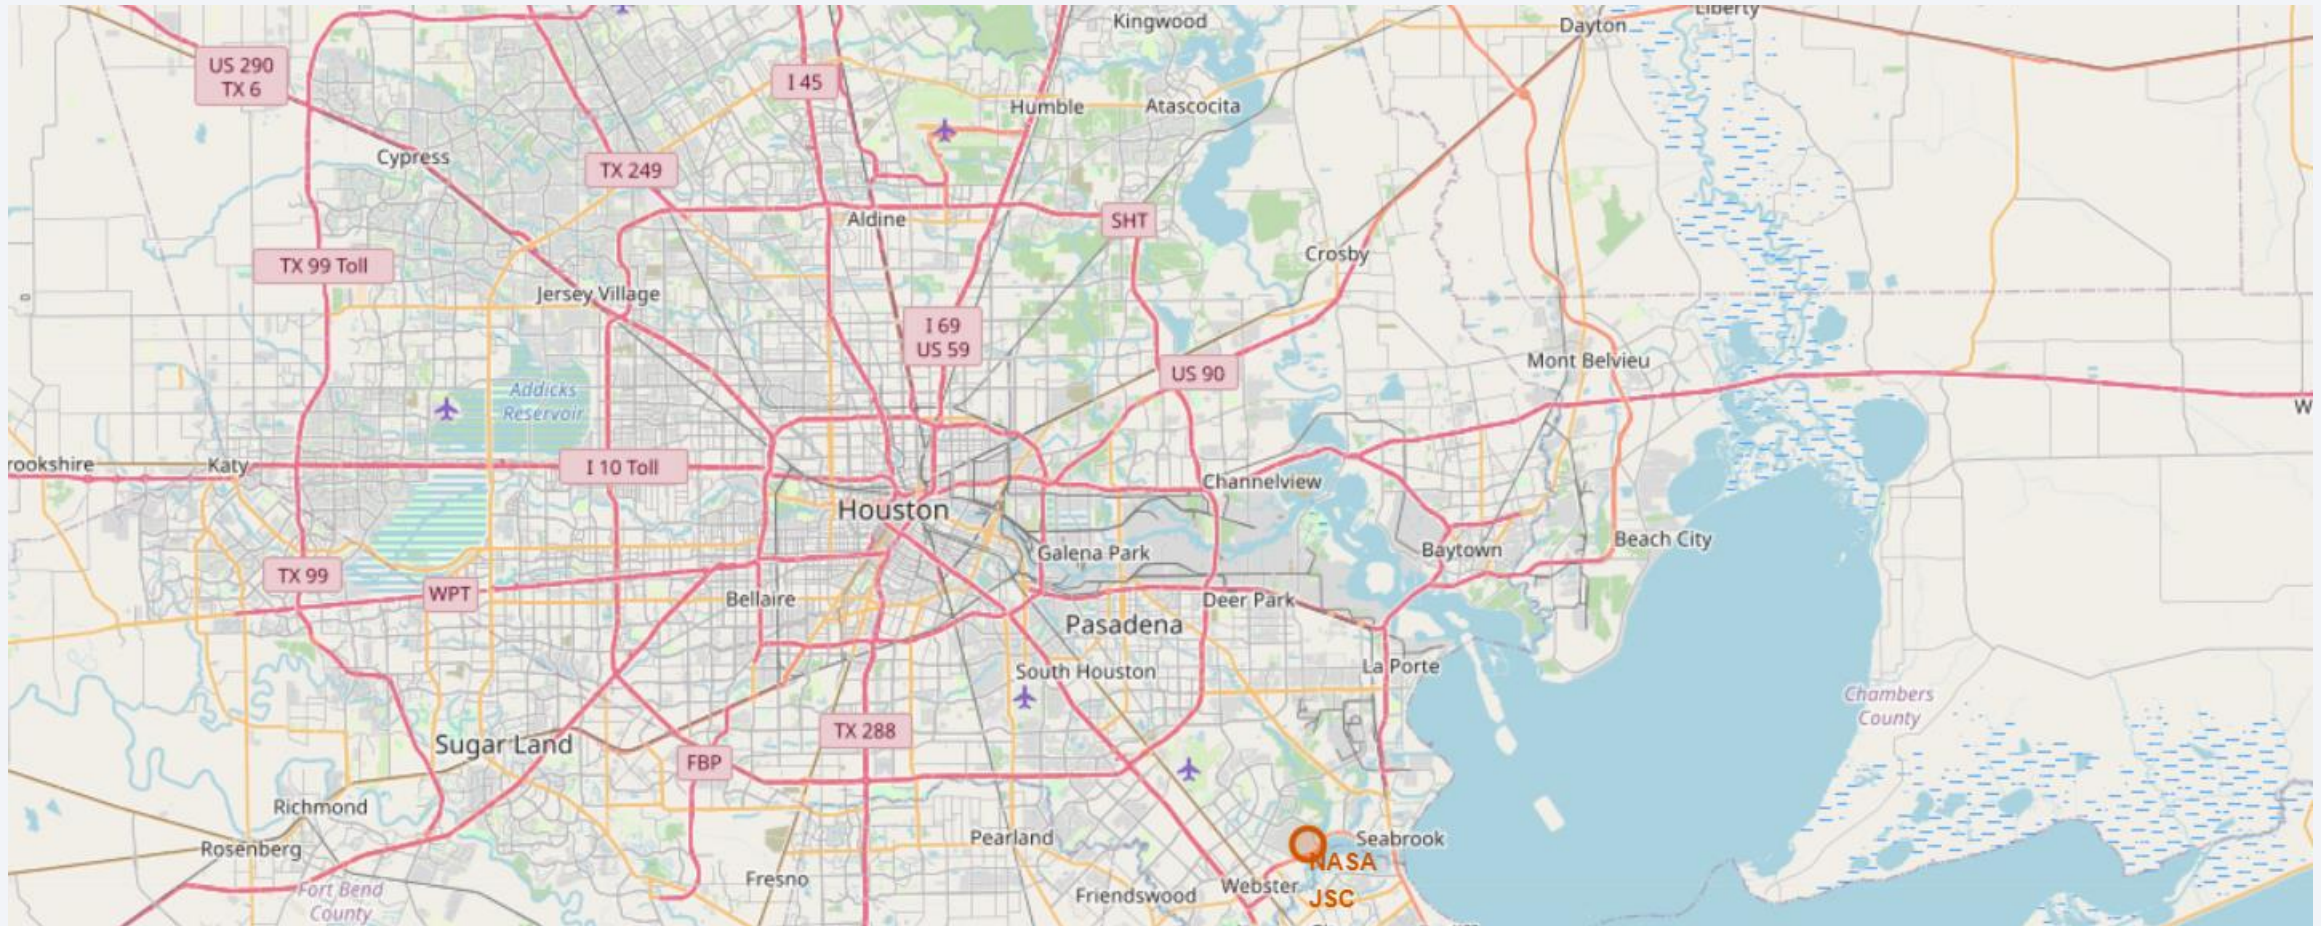 Kingwood
Dayton
Liberty
US 290
TX 6
I 45
Humble
Atascocita
Cypress
TX 249
Aldine
SHT
Crosby
TX 99 Toll
Jersey Village
I 69
US 59
Mont Belvieu
US 90
Addicks
Reservoir
W
rookshire
Katy
I 10 Toll
Channelview
Houston
Beach City
Galena Park
Baytown
TX 99
WPT
Bellaire
Deer Park
Pasadena
South Houston
La Porte
Chambers
County
TX 288
Sugar Land
FBP
Richmond
Pearland
Seabrook
Rosenberg
NASA
JSC
Fresno
Webster
Friendswood
Fort Bend
County